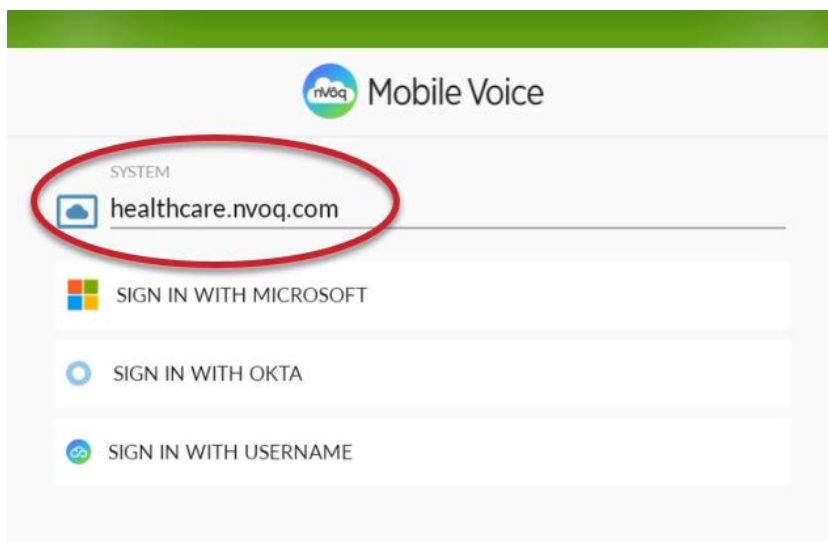 nVoq Mobile Voice
SYSTEM
healthcare.nvoq.com
SIGN IN WITH MICROSOFT
SIGN IN WITH OKTA
SIGN IN WITH USERNAME